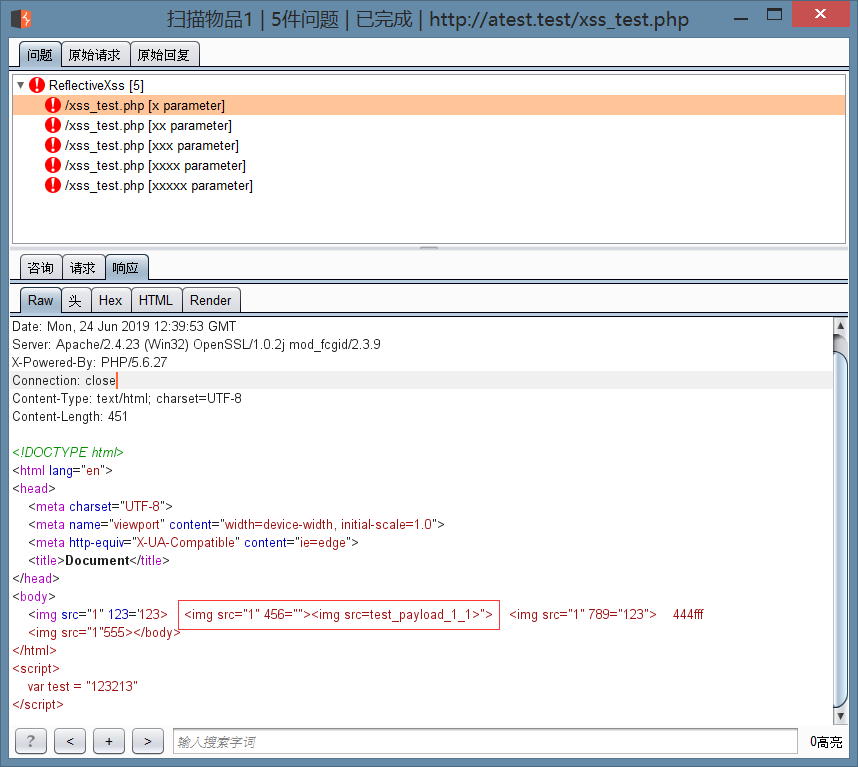 扫描物品1 | 5件问题 | 已完成 | http://atest.test/xss_test.php
问题 原始请求 原始回复
ReflectiveXss [5]
/xss_test.php [x parameter]
/xss_test.php [xx parameter]
/xss_test.php [xxx parameter]
/xss_test.php [xxxx parameter]
/xss_test.php [xxxxx parameter]
咨询 请求 响应
Raw 头 Hex HTML Render
Date: Mon, 24 Jun 2019 12:39:53 GMT
Server: Apache/2.4.23 (Win32) OpenSSL/1.0.2j mod_fcgid/2.3.9
X-Powered-By: PHP/5.6.27
Connection: close
Content-Type: text/html; charset=UTF-8
Content-Length: 451
<!DOCTYPE html>
<html lang="en">
<head>
<meta charset="UTF-8">
<meta name="viewport" content="width=device-width, initial-scale=1.0">
<meta http-equiv="X-UA-Compatible" content="ie=edge">
<title>Document</title>
</head>
<body>
<img src="1" 123='123> <img src="1" 456=""><img src=test_payload_1_1>"> <img src="1" 789="123"> 444fff
<img src="1"555></body>
</html>
<script>
var test = "123213"
</script>
? < + > 输入搜索字词 0高亮